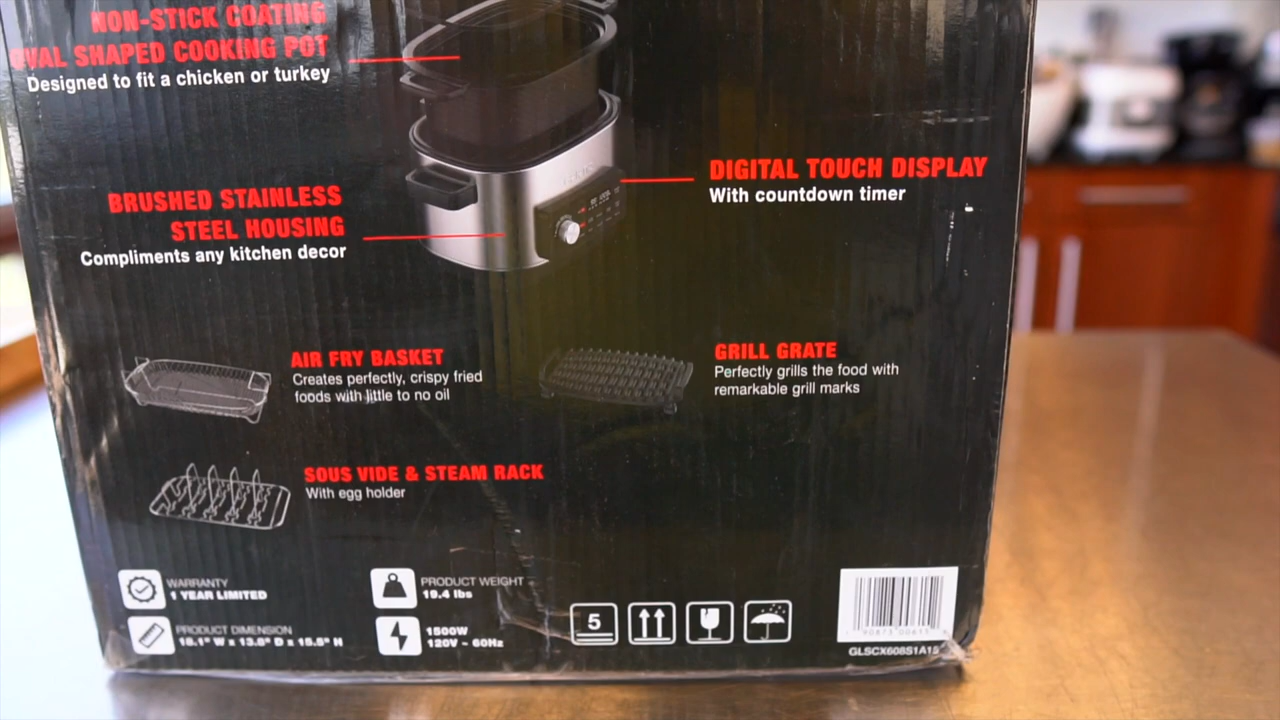 NON-STICK COATING
OVAL SHAPED COOKING POT
Designed to fit a chicken or turkey
DIGITAL TOUCH DISPLAY
With countdown timer
BRUSHED STAINLESS
STEEL HOUSING
Compliments any kitchen decor
AIR FRY BASKET
Creates perfectly, crispy fried
foods with little to no oil
GRILL GRATE
Perfectly grills the food with
remarkable grill marks
SOUS VIDE & STEAM RACK
With egg holder
WARRANTY
1 YEAR LIMITED
PRODUCT WEIGHT
19.4 lbs
PRODUCT DIMENSION
1500W
120V ~ 60Hz
5